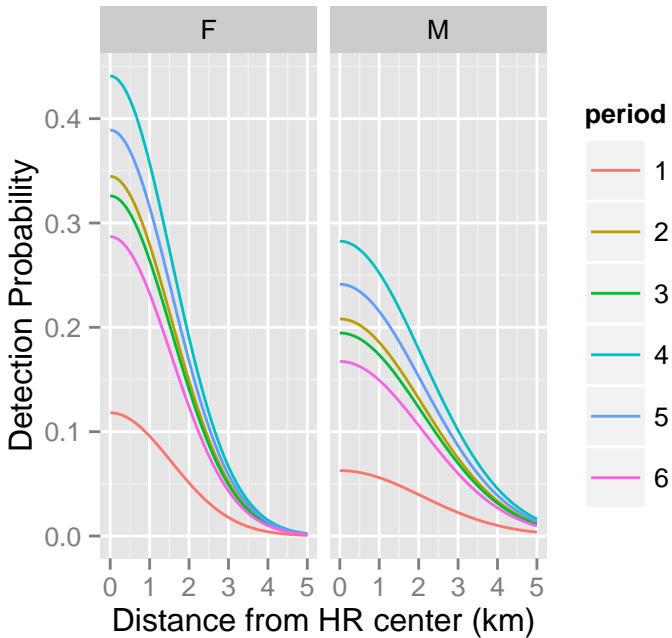 F M
Detection Probability
0.4
0.3
0.2
0.1
0.0
0 1 2 3 4 5 0 1 2 3 4 5
Distance from HR center (km)
period
1
2
3
4
5
6